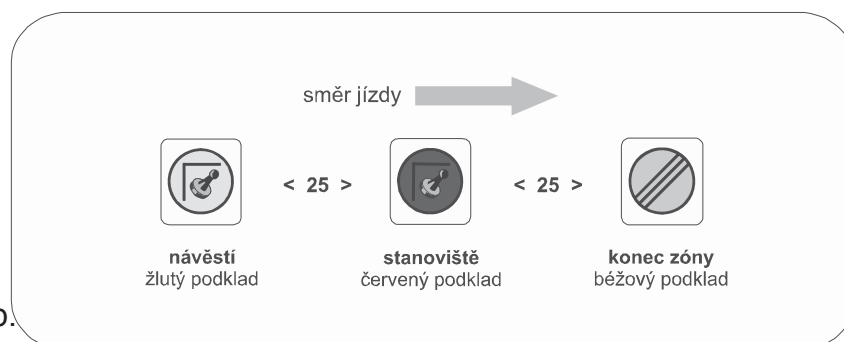 směr jízdy
< 25 > < 25 >
návěstí stanoviště konec zóny
žlutý podklad červený podklad béžový podklad